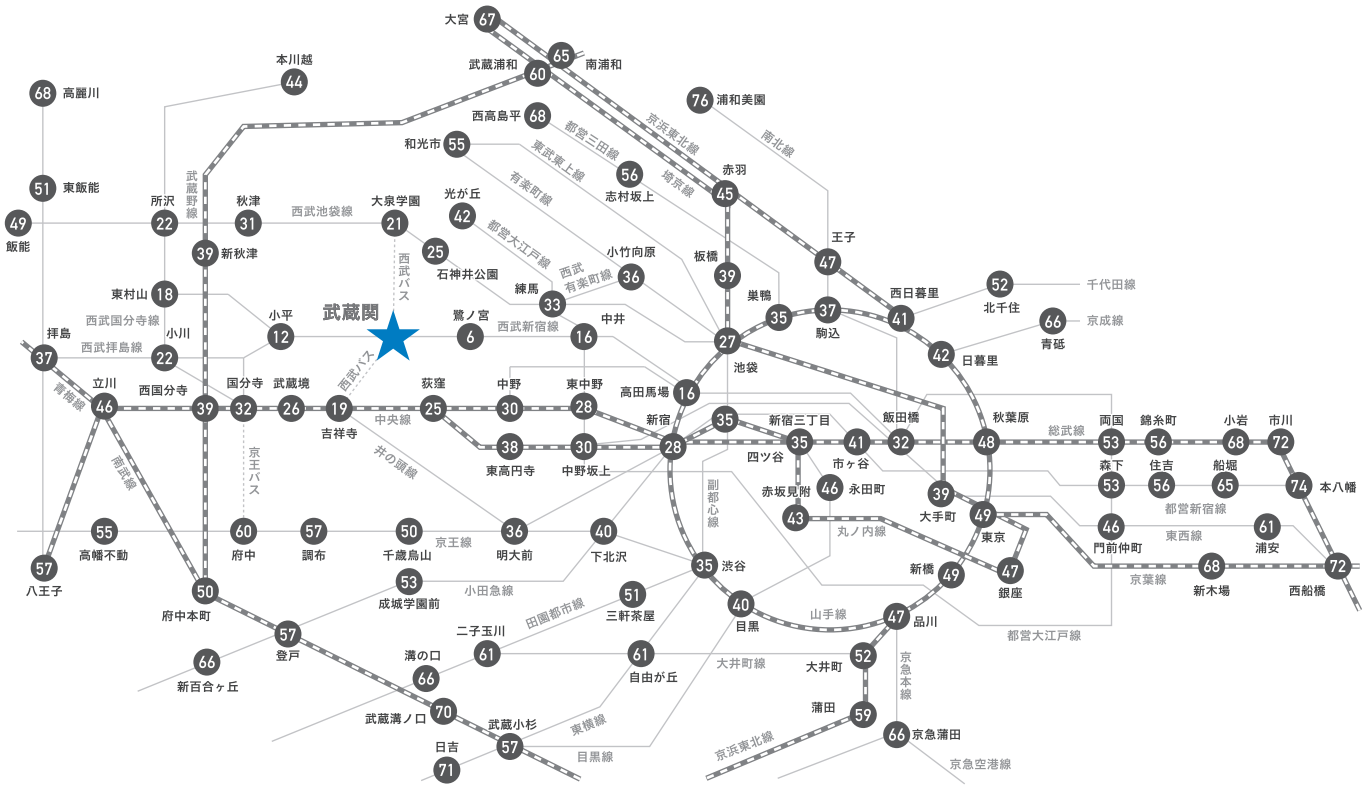 大宮
67
65
南浦和
武蔵浦和
60
本川越
44
68
高麗川
76
浦和美園
西高島平
68
京浜東北線
都営三田線
南北線
和光市
55
東武東上線
埼京線
赤羽
45
56
志村坂上
有楽町線
武蔵野線
51
東飯能
所沢
22
秋津
31
西武池袋線
大泉学園
21
光が丘
42
49
飯能
39
新秋津
25
石神井公園
都営大江戸線
小竹向原
36
西武
有楽町線
練馬
33
板橋
39
王子
47
西武バス
東村山
18
西武国分寺線
巣鴨
35
37
駒込
西日暮里
41
52
北千住
千代田線
66
青砥
京成線
42
日暮里
武蔵関
小平
12
鷺ノ宮
6
西武新宿線
中井
16
27
池袋
拝島
37
西武拝島線
小川
22
西武バス
青梅線
立川
46
西国分寺
39
国分寺
32
武蔵境
26
19
吉祥寺
中央線
荻窪
25
中野
30
東中野
28
高田馬場
16
新宿
28
35
新宿三丁目
35
四ツ谷
41
市ヶ谷
飯田橋
32
秋葉原
48
総武線
両国
53
錦糸町
56
小岩
68
市川
72
38
東高円寺
30
中野坂上
井の頭線
京王バス
南武線
副都心線
赤坂見附
43
46
永田町
39
大手町
49
東京
森下
53
住吉
56
船堀
65
都営新宿線
74
本八幡
46
門前仲町
東西線
61
浦安
55
高幡不動
60
府中
57
調布
50
千歳烏山
京王線
36
明大前
40
下北沢
丸ノ内線
57
八王子
50
府中本町
53
成城学園前
小田急線
35
渋谷
新橋
49
47
銀座
京葉線
68
新木場
72
西船橋
51
三軒茶屋
田園都市線
40
目黒
山手線
47
品川
都営大江戸線
57
登戸
66
新百合ヶ丘
二子玉川
61
溝の口
66
61
自由が丘
大井町線
52
大井町
京急本線
70
武蔵溝ノ口
武蔵小杉
57
東横線
目黒線
日吉
71
蒲田
59
京浜東北線
66
京急蒲田
京急空港線